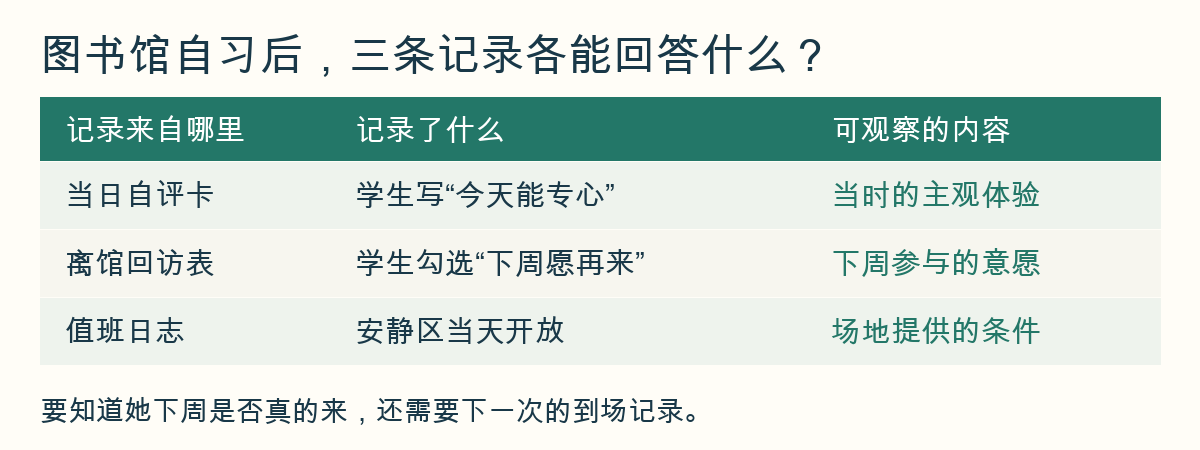 图书馆自习后，三条记录各能回答什么？
记录来自哪里 记录了什么 可观察的内容
当日自评卡 学生写“今天能专心” 当时的主观体验
离馆回访表 学生勾选“下周愿再来” 下周参与的意愿
值班日志 安静区当天开放 场地提供的条件
要知道她下周是否真的来，还需要下一次的到场记录。